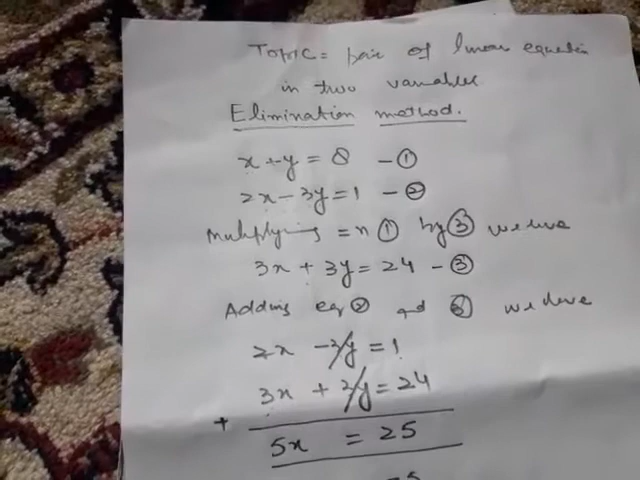 Topic = pair of linear equation
in two variables
Elimination method.
x + y = 8 - ①
2x - 3y = 1 - ②
Multiplying = n ① by ③ we have
3x + 3y = 24 - ③
Adding eq ② and ③ we have
2x - 3y = 1
3x + 3y = 24
+
5x = 25